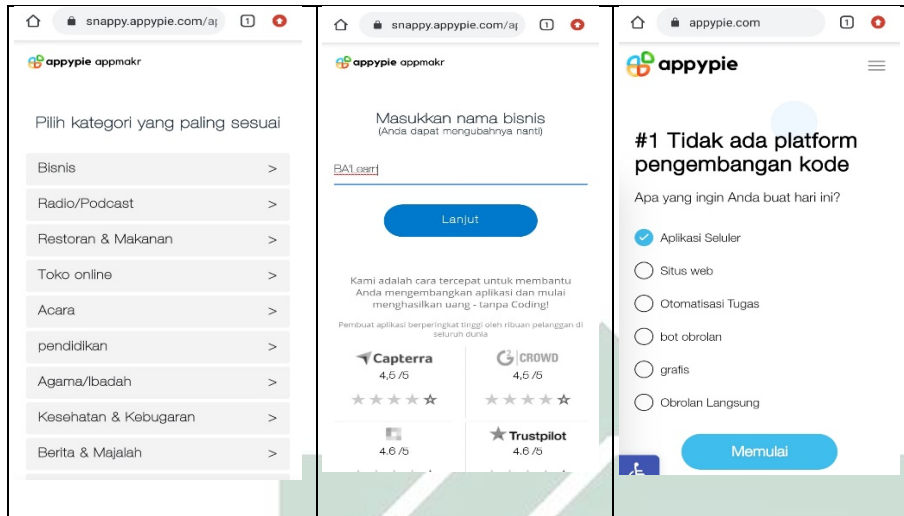 snappy.appypie.com/a
1
appypie appmakr
Pilih kategori yang paling sesuai
Bisnis >
Radio/Podcast >
Restoran & Makanan >
Toko online >
Acara >
pendidikan >
Agama/Ibadah >
Kesehatan & Kebugaran >
Berita & Majalah >
snappy.appypie.com/a
1
appypie appmakr
Masukkan nama bisnis
(Anda dapat mengubahnya nanti)
BA'Learn
Lanjut
Kami adalah cara tercepat untuk membantu
Anda mengembangkan aplikasi dan mulai
menghasilkan uang - tanpa Coding!
Pembuat aplikasi berperingkat tinggi oleh ribuan pelanggan di
seluruh dunia
Capterra
4,5 /5
G2 CROWD
4,6 /5
4.6 /5
Trustpilot
4.6 /5
appypie.com
1
appypie
#1 Tidak ada platform
pengembangan kode
Apa yang ingin Anda buat hari ini?
Aplikasi Seluler
Situs web
Otomatisasi Tugas
bot obrolan
grafis
Obrolan Langsung
Memulai